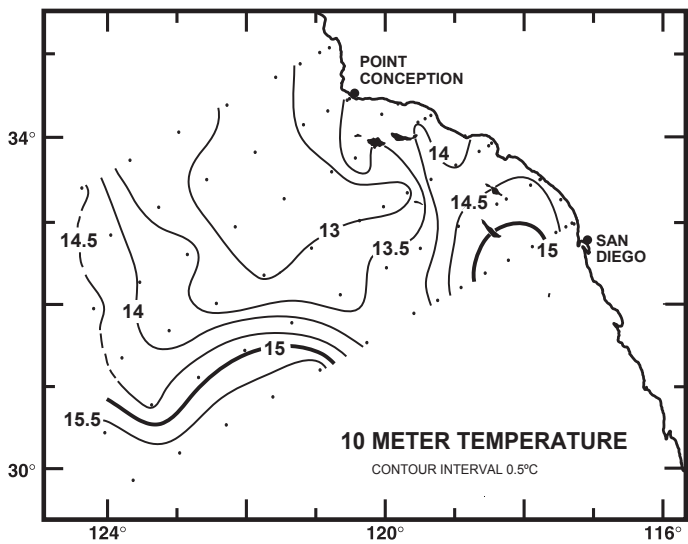 POINT
CONCEPTION
34°
14
14.5
14.5
13
13.5
15
SAN
DIEGO
14
15
15.5
10 METER TEMPERATURE
CONTOUR INTERVAL 0.5ºC
30°
124°
120°
116°